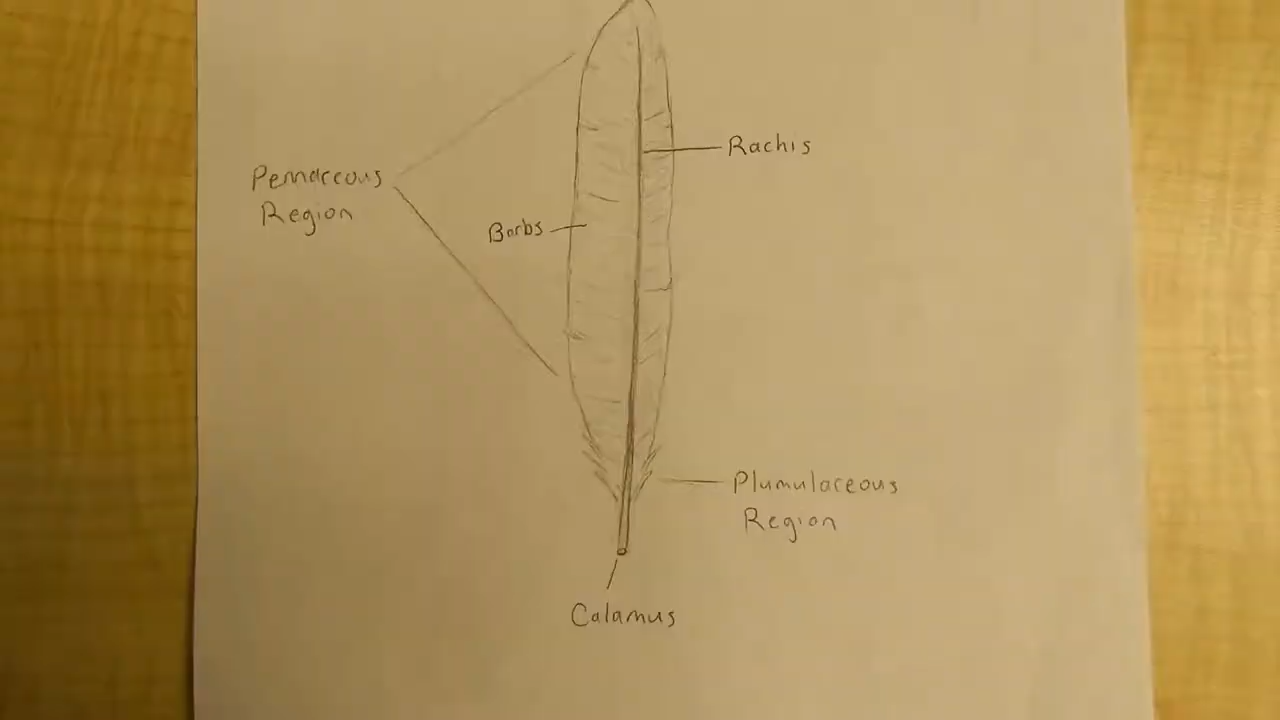 Rachis
Pennaceous
Region
Barbs
Plumulaceous
Region
Calamus